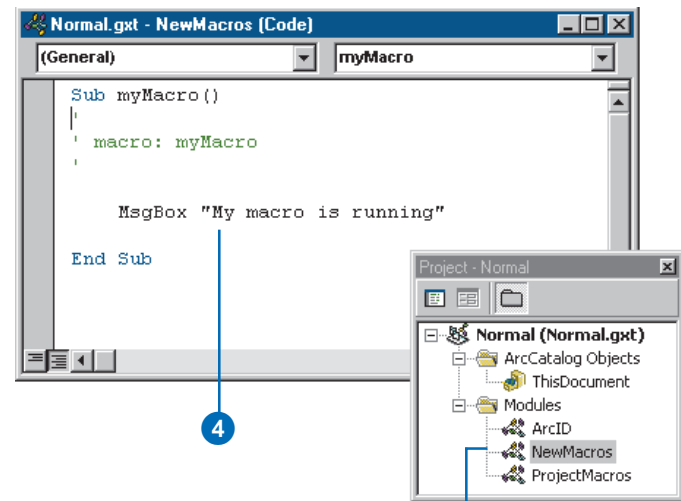 Normal.gxt - NewMacros (Code)
(General) myMacro
Sub myMacro()
'
' macro: myMacro
'
MsgBox "My macro is running"
End Sub
4
Project - Normal
Normal (Normal.gxt)
ArcCatalog Objects
ThisDocument
Modules
ArcID
NewMacros
ProjectMacros